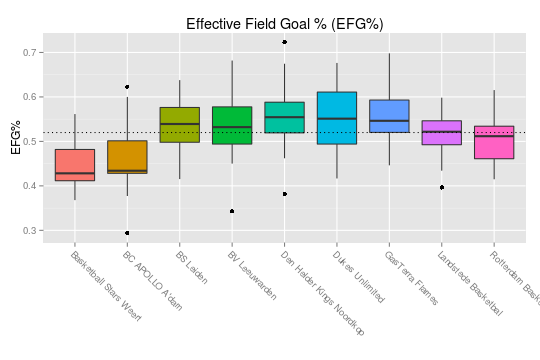 Effective Field Goal % (EFG%)
EFG%
0.7
0.6
0.5
0.4
0.3
Basketball Stars Weert
BC APOLLO A'dam
BS Leiden
BV Leeuwarden
Den Helder Kings Noordkop
Dukes Unlimited
GasTerra Flames
Landstede Basketbal
Rotterdam Baske